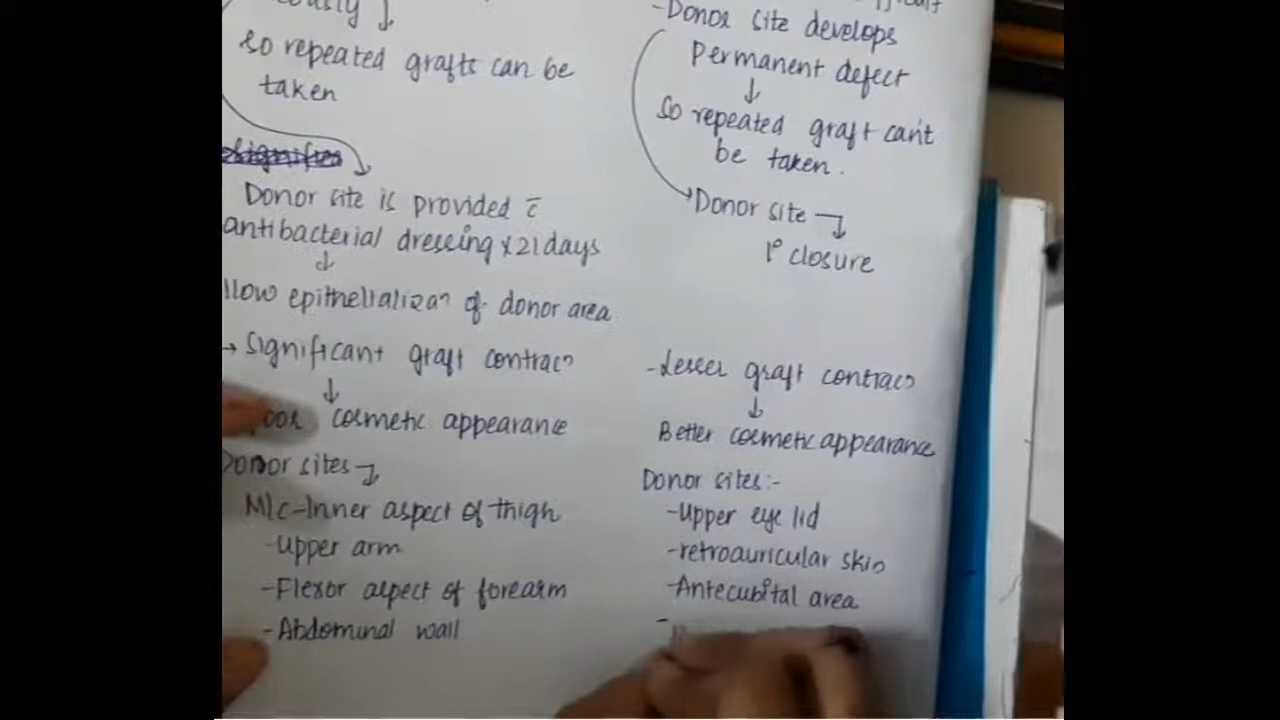 so repeated grafts can be
taken
Donor site is provided c̄
antibacterial dressing x 21 days
↓
llow epithelializaⁿ of donor area
→ Significant graft contracⁿ
↓
cosmetic appearance
Donor sites
M/c - Inner aspect of thigh
- Upper arm
- Flexor aspect of forearm
- Abdominal wall
- Donor site develops
Permanent defect
↓
So repeated graft can't
be taken.
Donor site
1° closure
- Lesser graft contracⁿ
↓
Better cosmetic appearance
Donor sites:-
- Upper eye lid
- retroauricular skin
- Antecubital area
-